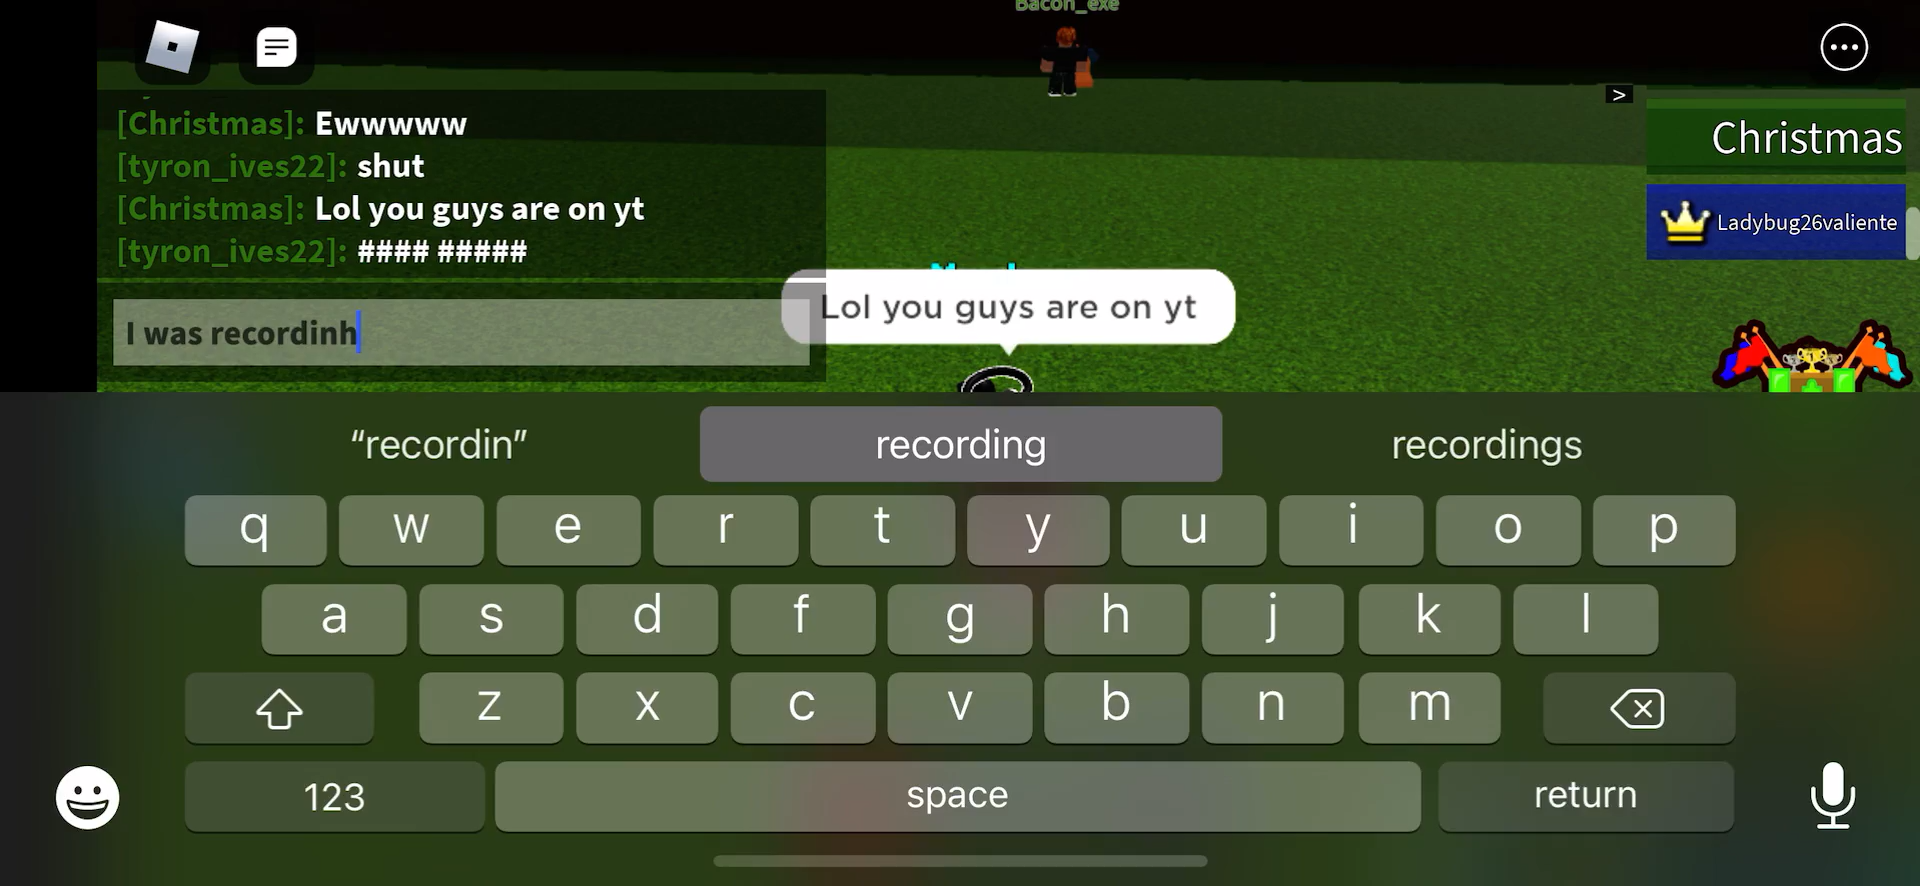 Bacon_exe
[Christmas]: Ewwwww
[tyron_ives22]: shut
[Christmas]: Lol you guys are on yt
[tyron_ives22]: #### #####
I was recordinh
Lol you guys are on yt
>
Christmas
Ladybug26valiente
“recordin” recording recordings
q w e r t y u i o p
a s d f g h j k l
z x c v b n m
123 space return